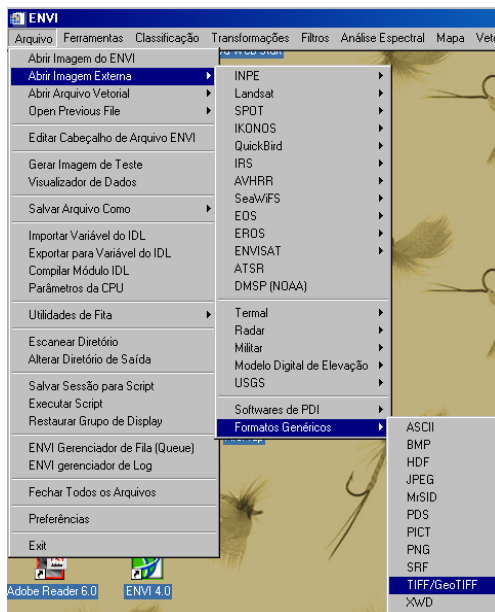 ENVI
Arquivo Ferramentas Classificação Transformações Filtros Análise Espectral Mapa
Abrir Imagem do ENVI
Abrir Imagem Externa
Abrir Arquivo Vetorial
Open Previous File
Editar Cabeçalho de Arquivo ENVI
Gerar Imagem de Teste
Visualizador de Dados
Salvar Arquivo Como
Importar Variável do IDL
Exportar para Variável do IDL
Compilar Módulo IDL
Parâmetros da CPU
Utilidades de Fita
Escanear Diretório
Alterar Diretório de Saída
Salvar Sessão para Script
Executar Script
Restaurar Grupo de Display
ENVI Gerenciador de Fila (Queue)
ENVI gerenciador de Log
Fechar Todos os Arquivos
Preferências
Exit
INPE
Landsat
SPOT
IKONOS
QuickBird
IRS
AVHRR
SeaWiFS
EOS
EROS
ENVISAT
ATSR
DMSP (NOAA)
Termal
Radar
Militar
Modelo Digital de Elevação
USGS
Softwares de PDI
Formatos Genéricos
ASCII
BMP
HDF
JPEG
MrSID
PDS
PICT
PNG
SRF
TIFF/GeoTIFF
XWD
Adobe Reader 6.0
ENVI 4.0